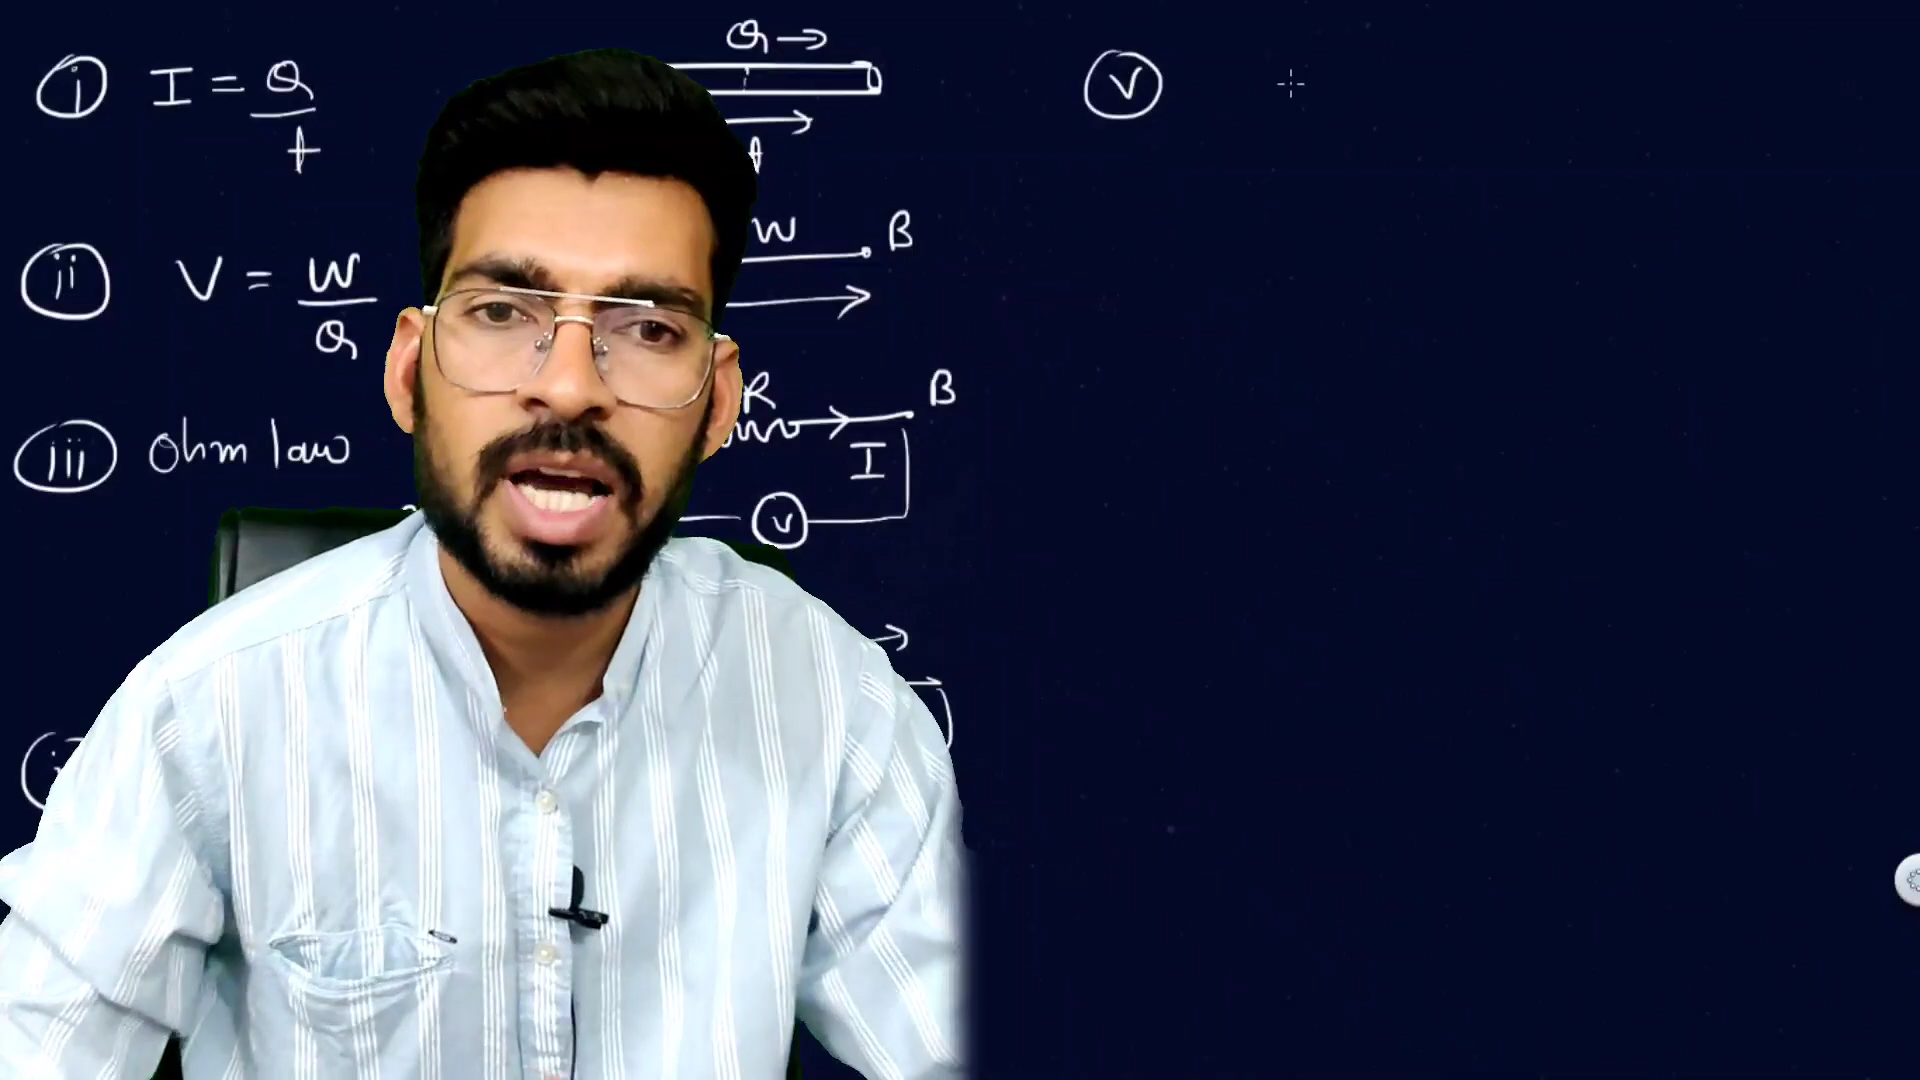 i I = Q
t
Q →
t
ii V = W
Q
W B
iii Ohm law
R B
I
V
v